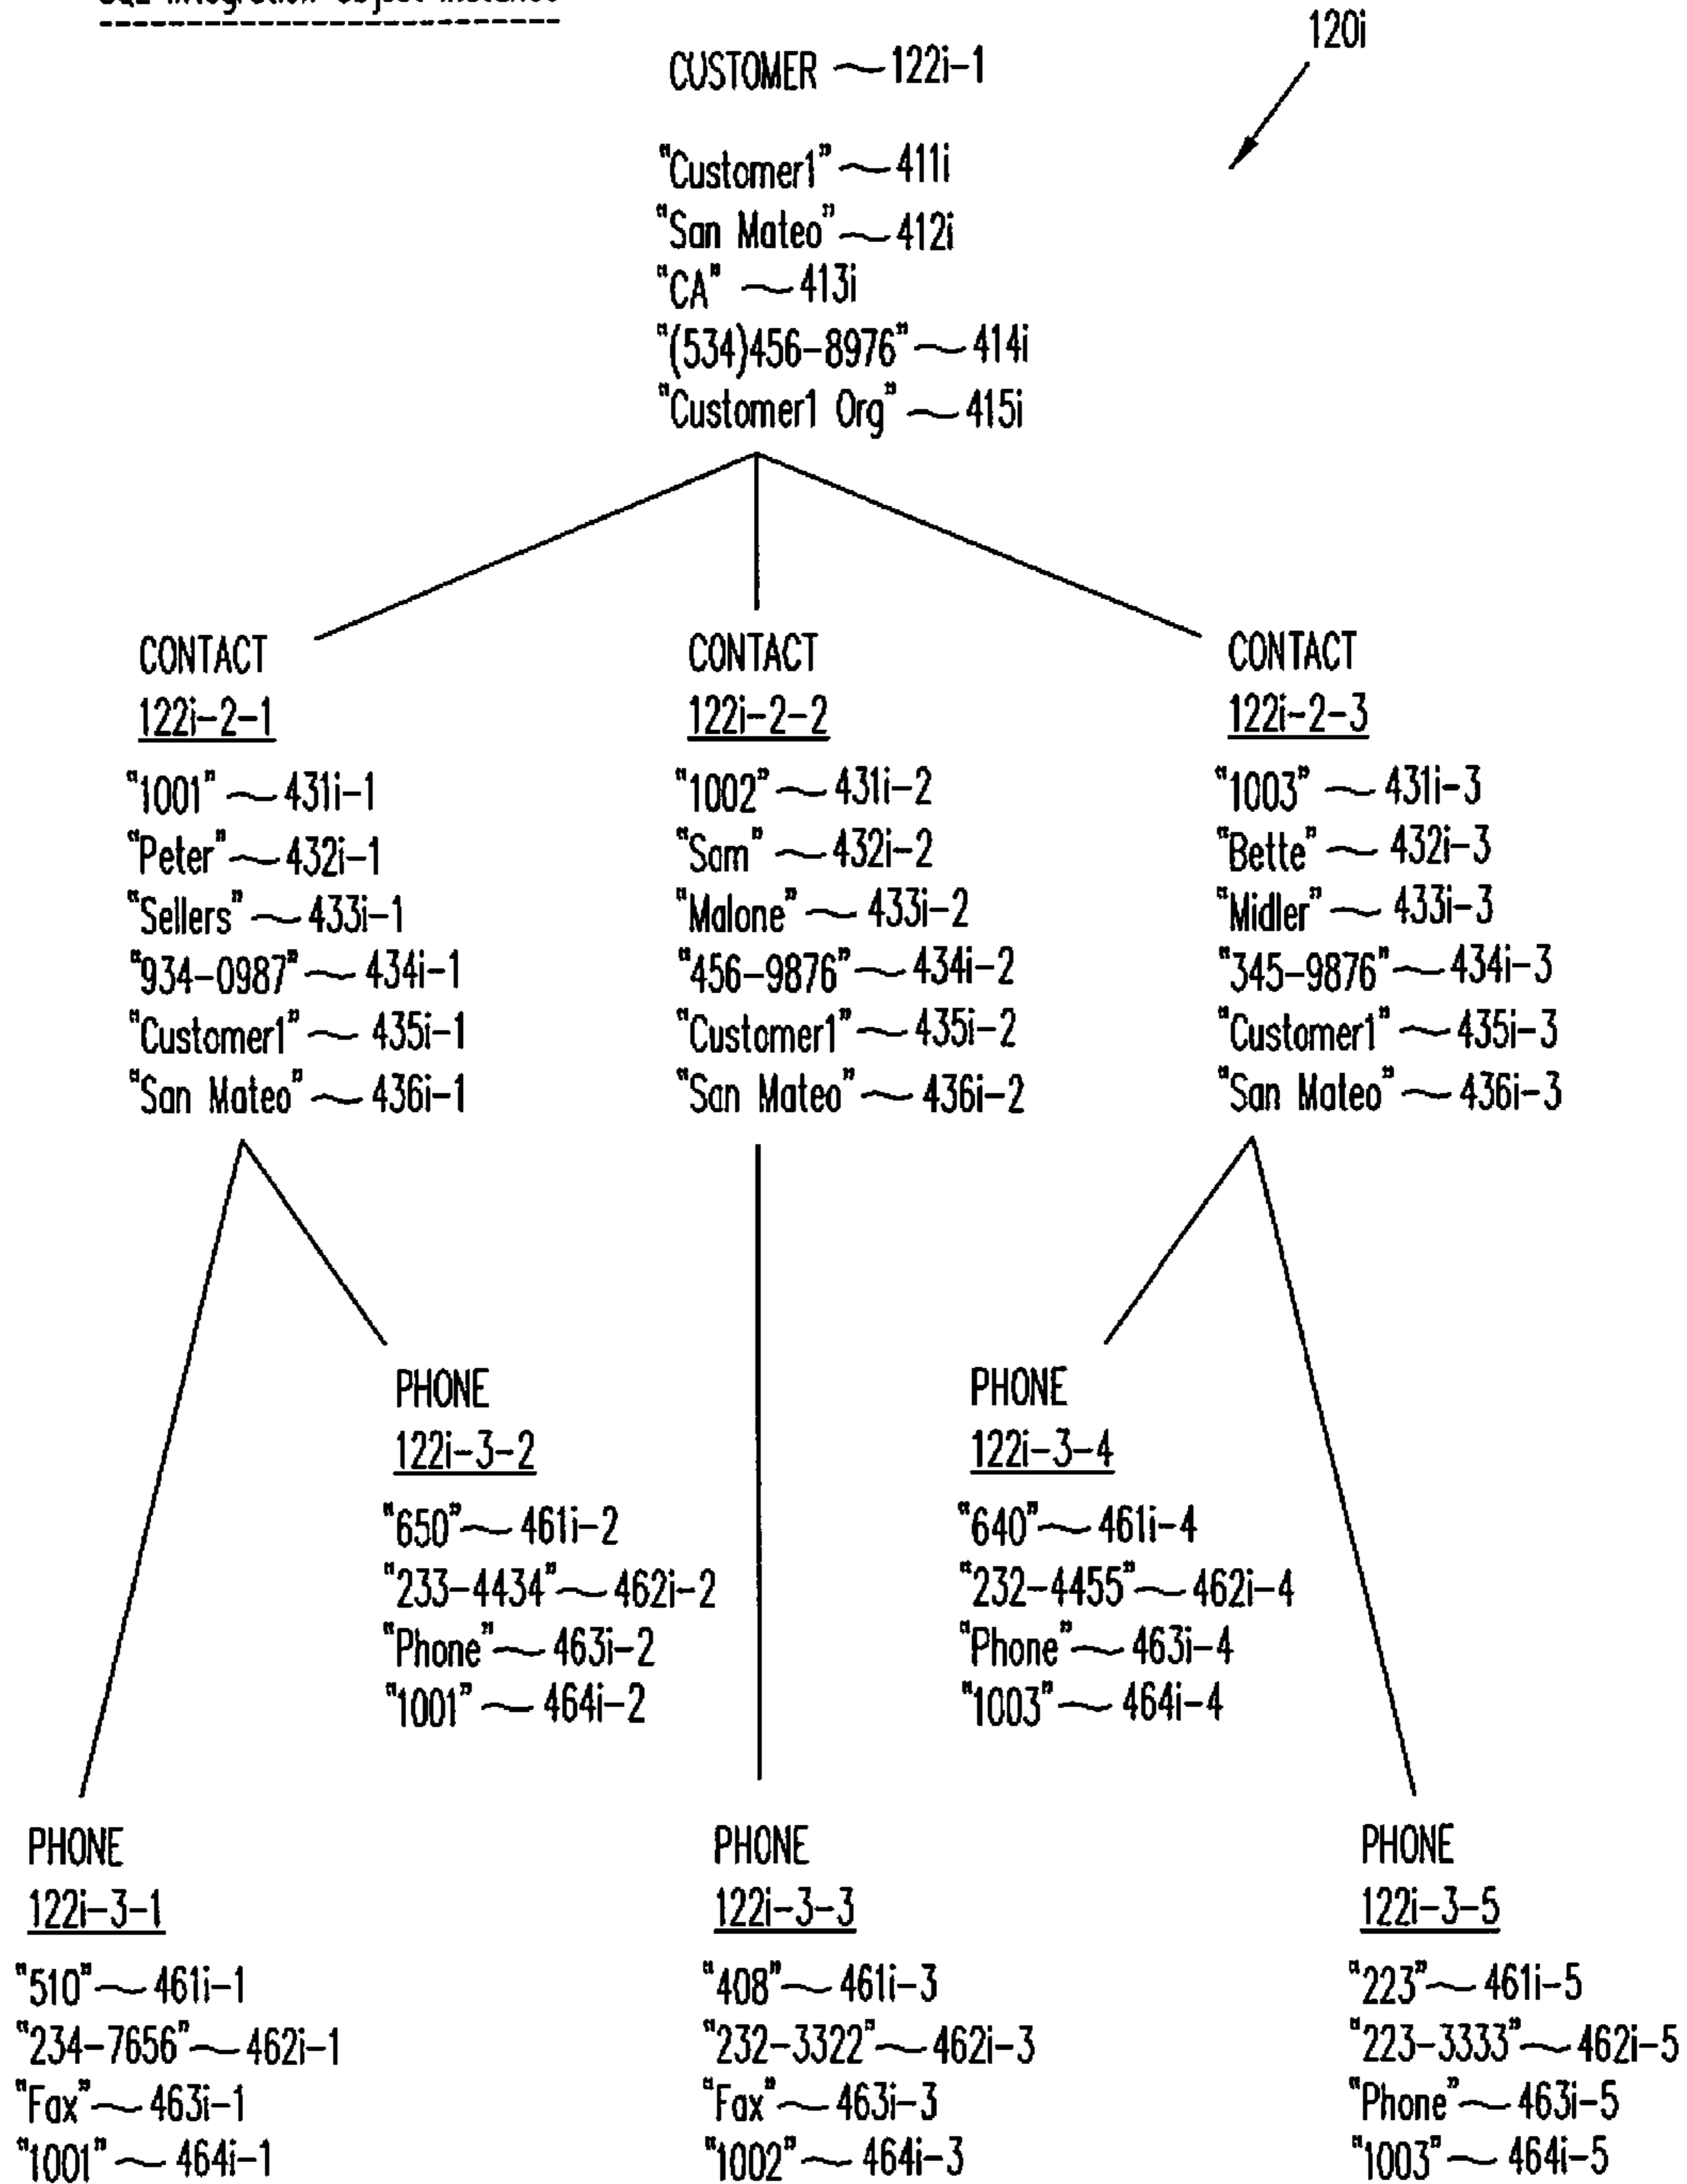 Integration Object Instance
120i
CUSTOMER ~ 122i-1
"Customer1" ~ 411i
"San Mateo" ~ 412i
"CA" ~ 413i
"(534)456-8976" ~ 414i
"Customer1 Org" ~ 415i
CONTACT
122i-2-1
"1001" ~ 431i-1
"Peter" ~ 432i-1
"Sellers" ~ 433i-1
"934-0987" ~ 434i-1
"Customer1" ~ 435i-1
"San Mateo" ~ 436i-1
CONTACT
122i-2-2
"1002" ~ 431i-2
"Sam" ~ 432i-2
"Malone" ~ 433i-2
"456-9876" ~ 434i-2
"Customer1" ~ 435i-2
"San Mateo" ~ 436i-2
CONTACT
122i-2-3
"1003" ~ 431i-3
"Bette" ~ 432i-3
"Midler" ~ 433i-3
"345-9876" ~ 434i-3
"Customer1" ~ 435i-3
"San Mateo" ~ 436i-3
PHONE
122i-3-2
"650" ~ 461i-2
"233-4434" ~ 462i-2
"Phone" ~ 463i-2
"1001" ~ 464i-2
PHONE
122i-3-4
"640" ~ 461i-4
"232-4455" ~ 462i-4
"Phone" ~ 463i-4
"1003" ~ 464i-4
PHONE
122i-3-1
"510" ~ 461i-1
"234-7656" ~ 462i-1
"Fax" ~ 463i-1
"1001" ~ 464i-1
PHONE
122i-3-3
"408" ~ 461i-3
"232-3322" ~ 462i-3
"Fax" ~ 463i-3
"1002" ~ 464i-3
PHONE
122i-3-5
"223" ~ 461i-5
"223-3333" ~ 462i-5
"Phone" ~ 463i-5
"1003" ~ 464i-5